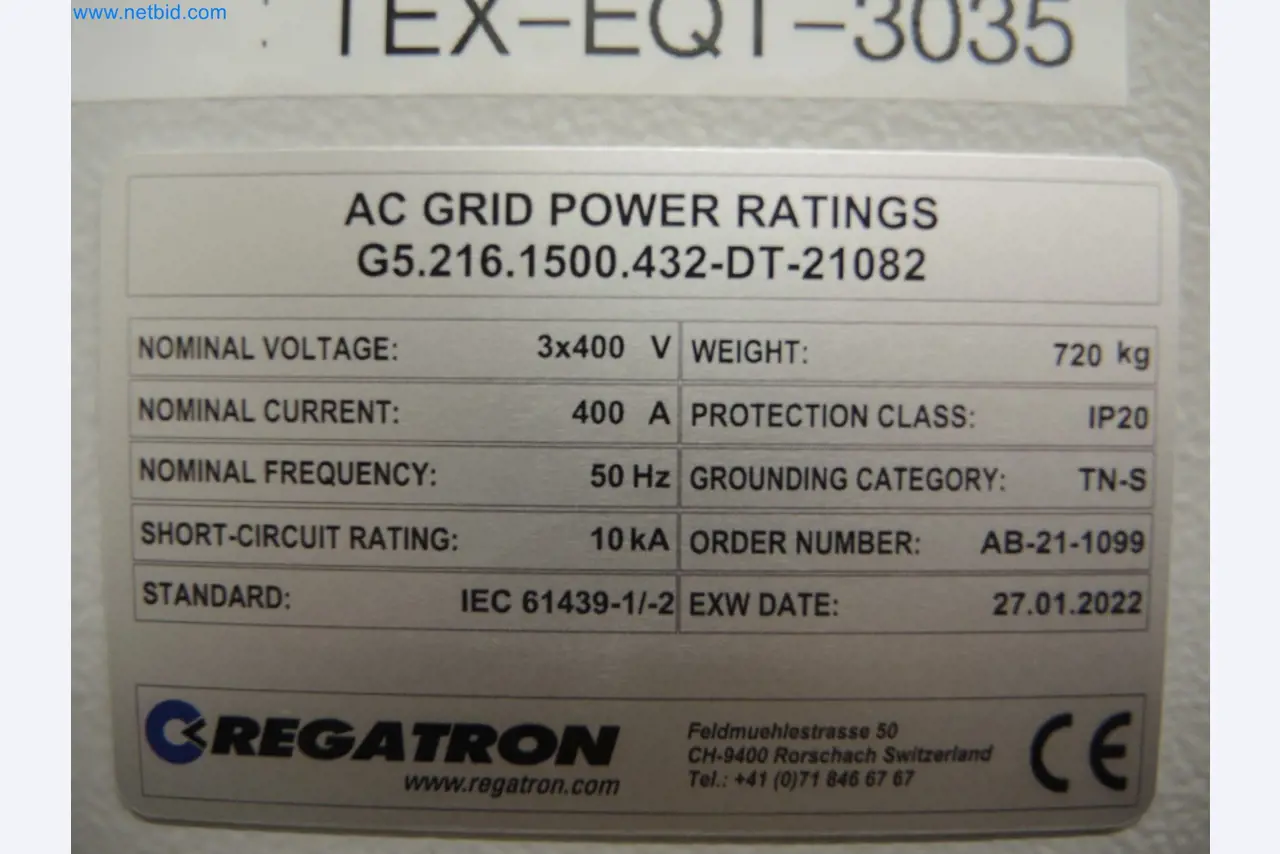 www.netbid.com
TEX-EQT-3035
AC GRID POWER RATINGS
G5.216.1500.432-DT-21082
NOMINAL VOLTAGE: 3x400 V WEIGHT: 720 kg
NOMINAL CURRENT: 400 A PROTECTION CLASS: IP20
NOMINAL FREQUENCY: 50 Hz GROUNDING CATEGORY: TN-S
SHORT-CIRCUIT RATING: 10 kA ORDER NUMBER: AB-21-1099
STANDARD: IEC 61439-1/-2 EXW DATE: 27.01.2022
REGATRON
www.regatron.com
Feldmuehlestrasse 50
CH-9400 Rorschach Switzerland
Tel.: +41 (0)71 846 67 67
CE